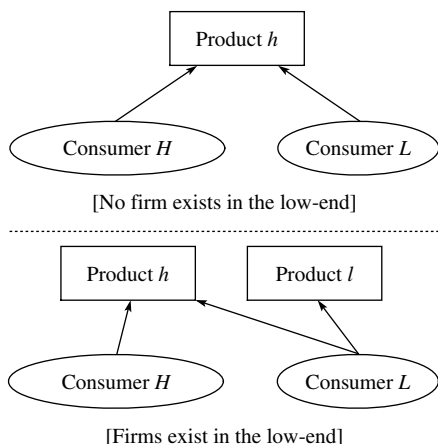 Product h
Consumer H
Consumer L
[No firm exists in the low-end]
Product h
Product l
Consumer H
Consumer L
[Firms exist in the low-end]